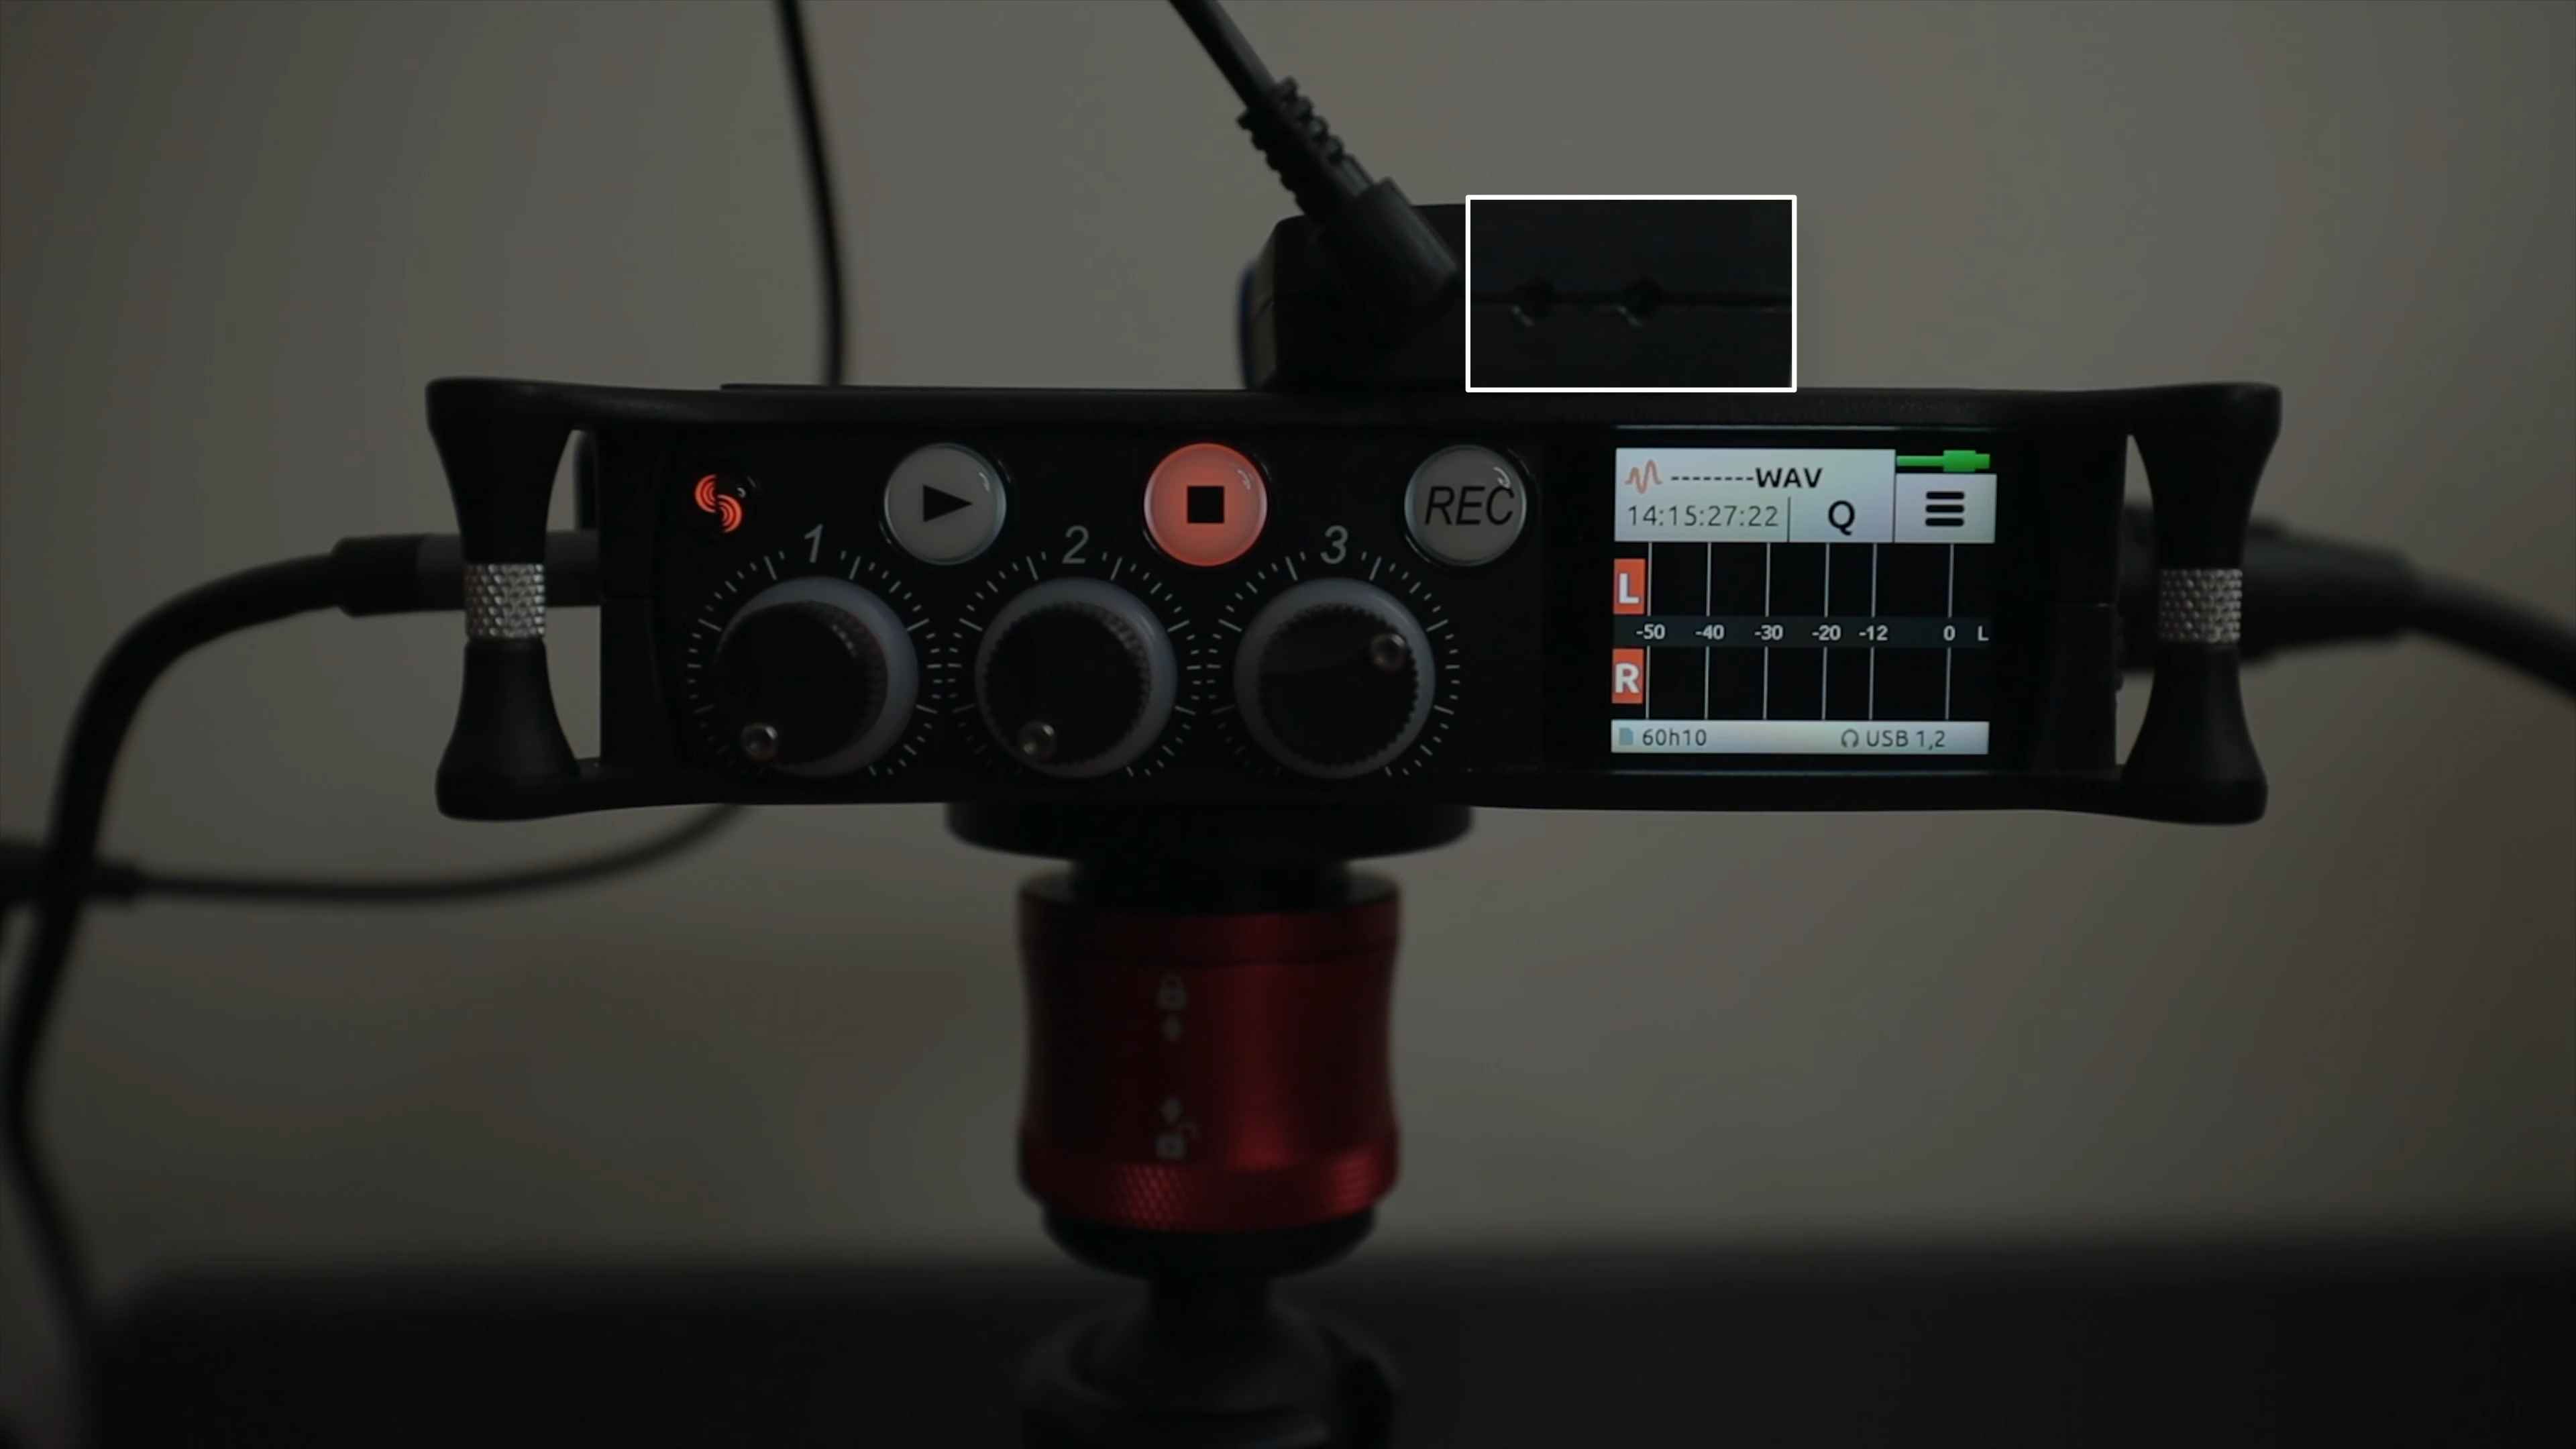 REC
1 2 3
--------WAV
14:15:27:22 Q
L
-50 -40 -30 -20 -12 0 L
R
60h10 USB 1,2